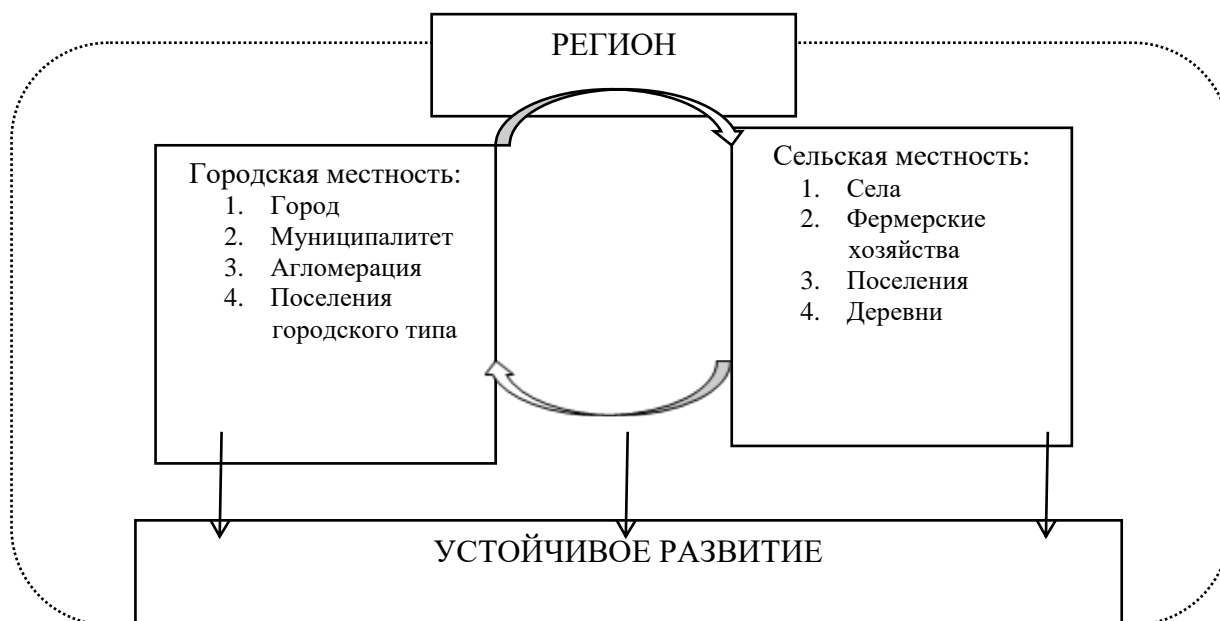 РЕГИОН
Городская местность:
1. Город
2. Муниципалитет
3. Агломерация
4. Поселения
городского типа
Сельская местность:
1. Села
2. Фермерские
хозяйства
3. Поселения
4. Деревни
УСТОЙЧИВОЕ РАЗВИТИЕ